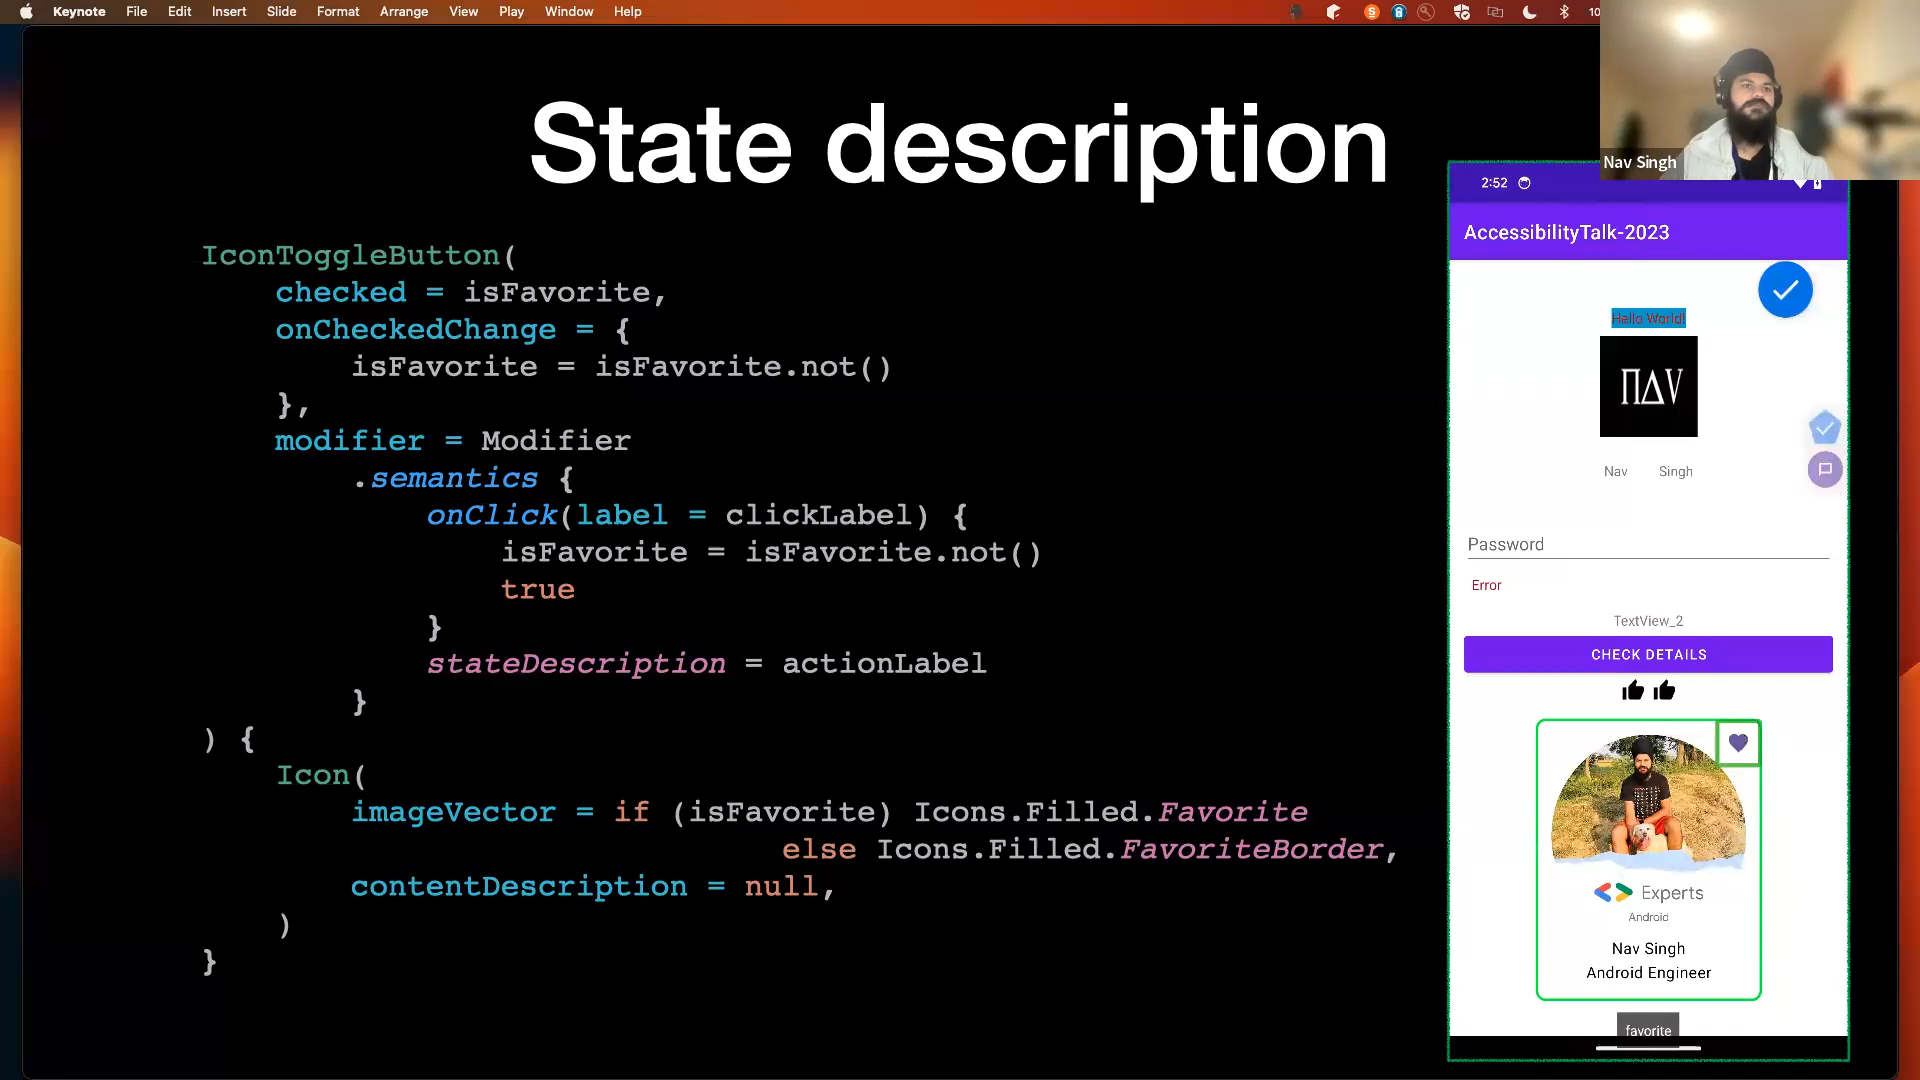 Keynote File Edit Insert Slide Format Arrange View Play Window Help
10
Nav Singh
State description
IconToggleButton(
checked = isFavorite,
onCheckedChange = {
isFavorite = isFavorite.not()
},
modifier = Modifier
.semantics {
onClick(label = clickLabel) {
isFavorite = isFavorite.not()
true
}
stateDescription = actionLabel
}
) {
Icon(
imageVector = if (isFavorite) Icons.Filled.Favorite
else Icons.Filled.FavoriteBorder,
contentDescription = null,
)
}
2:52
AccessibilityTalk-2023
Hello World!
ΠΔV
Nav Singh
Password
Error
TextView_2
CHECK DETAILS
Experts
Android
Nav Singh
Android Engineer
favorite